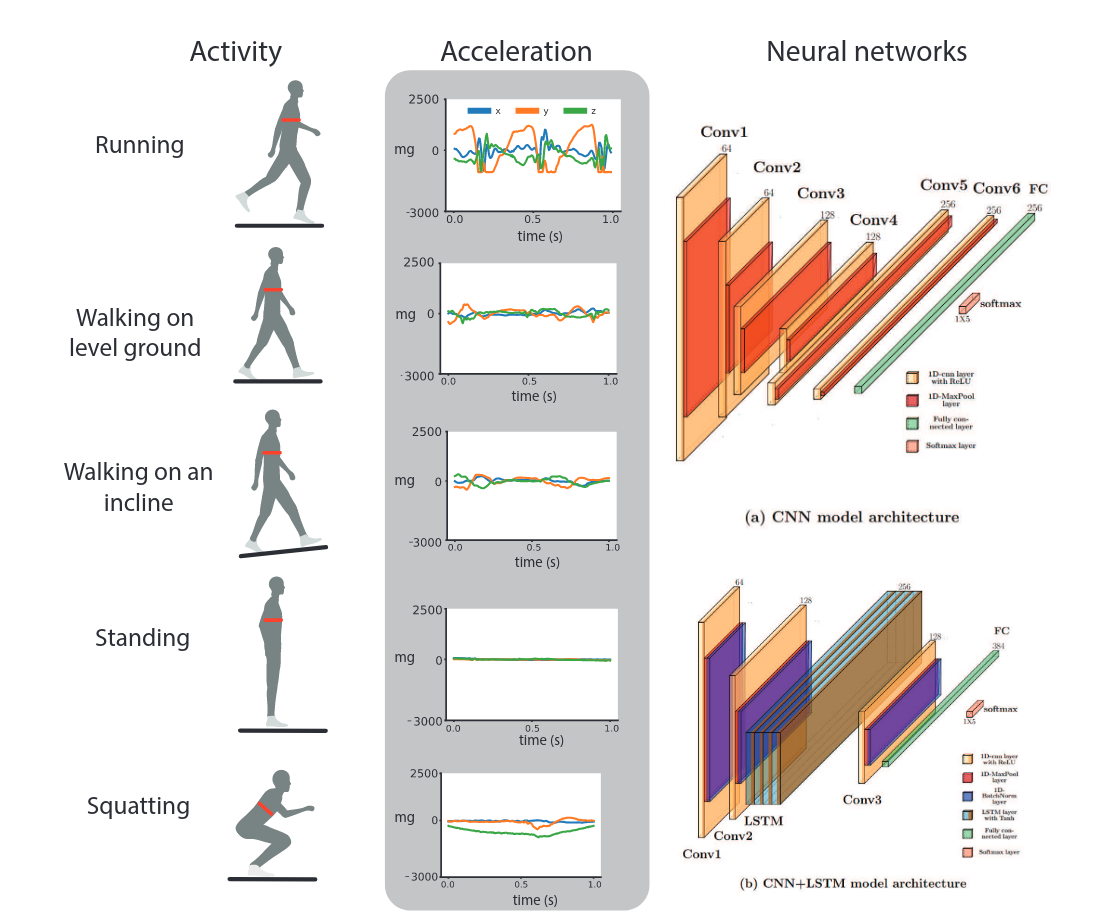 Activity
Acceleration
Neural networks
Running
2500
x
y
z
mg
0
-3000
0.0
0.5
1.0
time (s)
Walking on
level ground
2500
mg
0
-3000
0.0
0.5
1.0
time (s)
Walking on an
incline
2500
mg
0
-3000
0.0
0.5
1.0
time (s)
Standing
2500
mg
0
-3000
0.0
0.5
1.0
time (s)
Squatting
2500
mg
0
-3000
0.0
0.5
1.0
time (s)
Conv1
64
Conv2
64
Conv3
128
Conv4
128
Conv5
256
Conv6
256
FC
256
softmax
1X5
1D-cnn layer
with ReLU
1D-MaxPool
layer
Fully con-
nected layer
Softmax layer
(a) CNN model architecture
64
128
256
128
FC
384
softmax
1X5
Conv3
LSTM
Conv2
Conv1
1D-cnn layer
with ReLU
1D-MaxPool
layer
1D-
BatchNorm
layer
LSTM layer
with Tanh
Fully con-
nected layer
Softmax layer
(b) CNN+LSTM model architecture